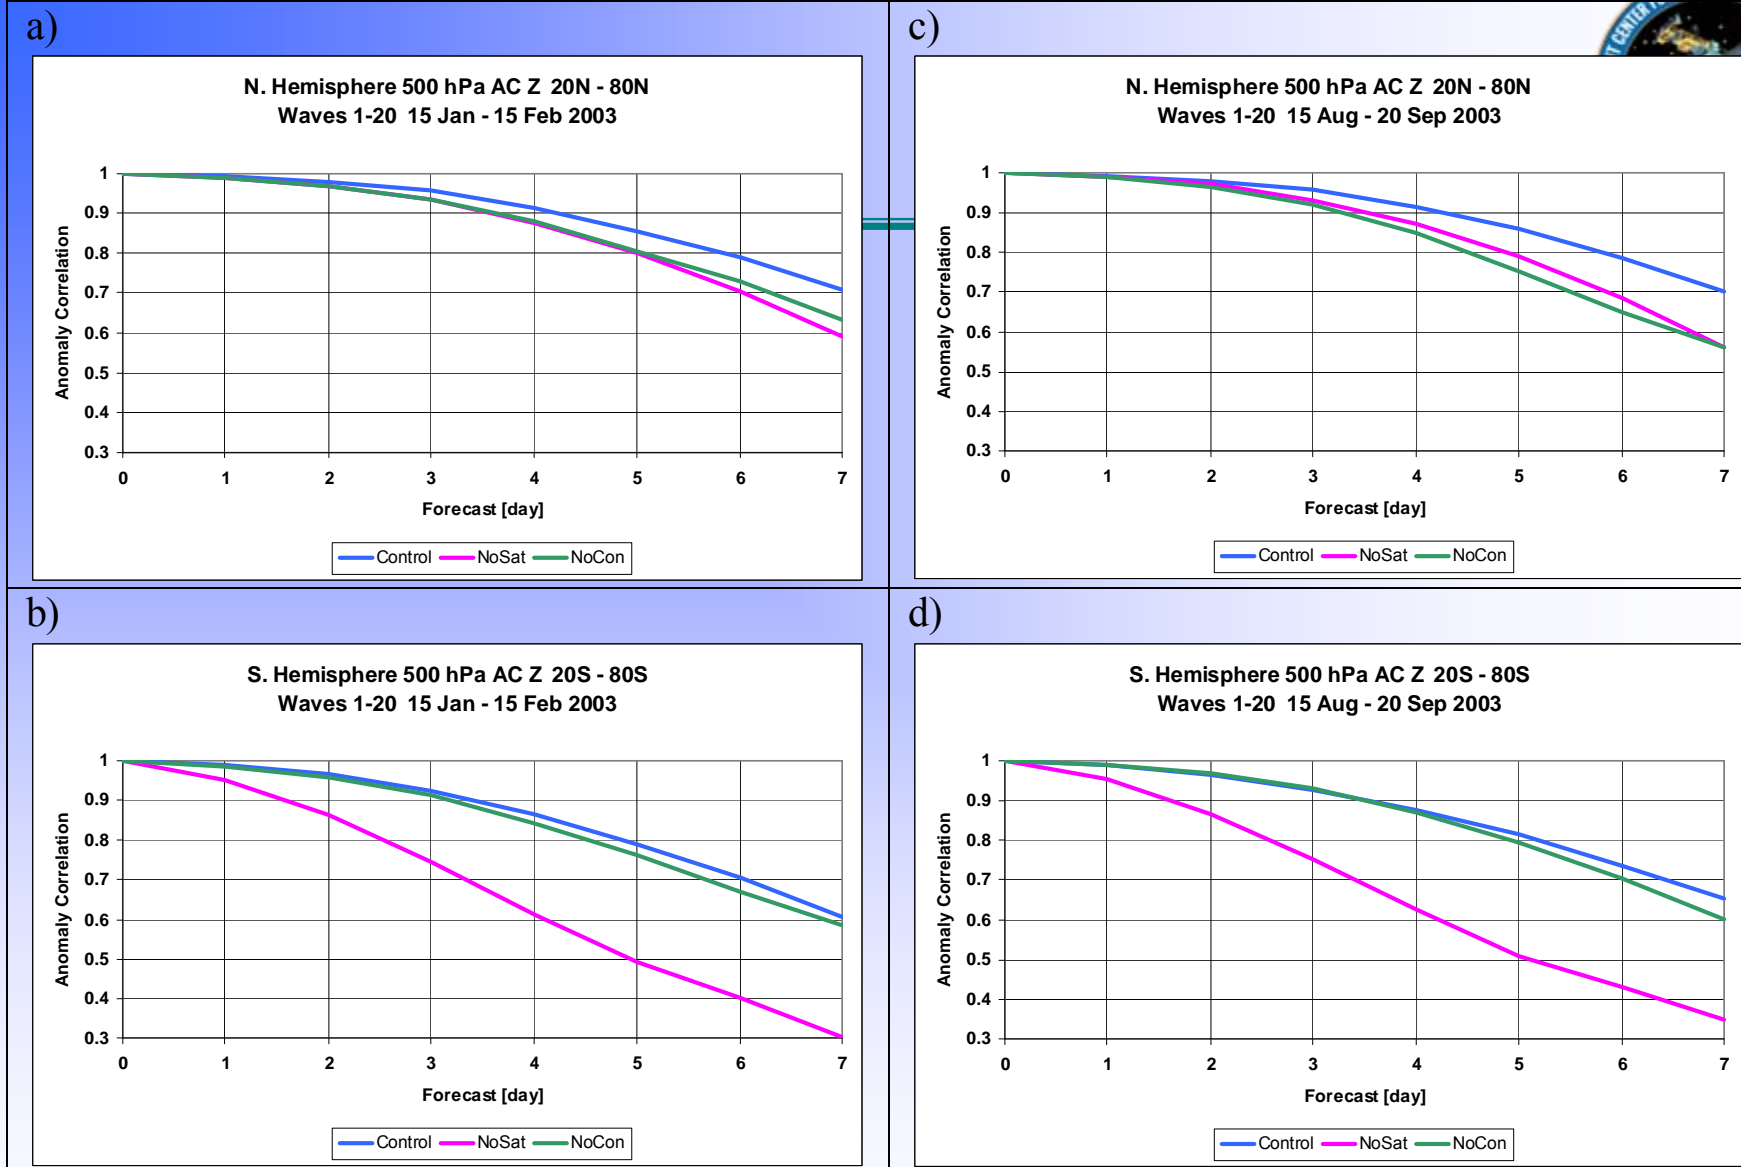 a)
N. Hemisphere 500 hPa AC Z 20N - 80N
Waves 1-20 15 Jan - 15 Feb 2003
Anomaly Correlation
1
0.9
0.8
0.7
0.6
0.5
0.4
0.3
0 1 2 3 4 5 6 7
Forecast [day]
Control NoSat NoCon
c)
N. Hemisphere 500 hPa AC Z 20N - 80N
Waves 1-20 15 Aug - 20 Sep 2003
Anomaly Correlation
1
0.9
0.8
0.7
0.6
0.5
0.4
0.3
0 1 2 3 4 5 6 7
Forecast [day]
Control NoSat NoCon
b)
S. Hemisphere 500 hPa AC Z 20S - 80S
Waves 1-20 15 Jan - 15 Feb 2003
Anomaly Correlation
1
0.9
0.8
0.7
0.6
0.5
0.4
0.3
0 1 2 3 4 5 6 7
Forecast [day]
Control NoSat NoCon
d)
S. Hemisphere 500 hPa AC Z 20S - 80S
Waves 1-20 15 Aug - 20 Sep 2003
Anomaly Correlation
1
0.9
0.8
0.7
0.6
0.5
0.4
0.3
0 1 2 3 4 5 6 7
Forecast [day]
Control NoSat NoCon
CENTER